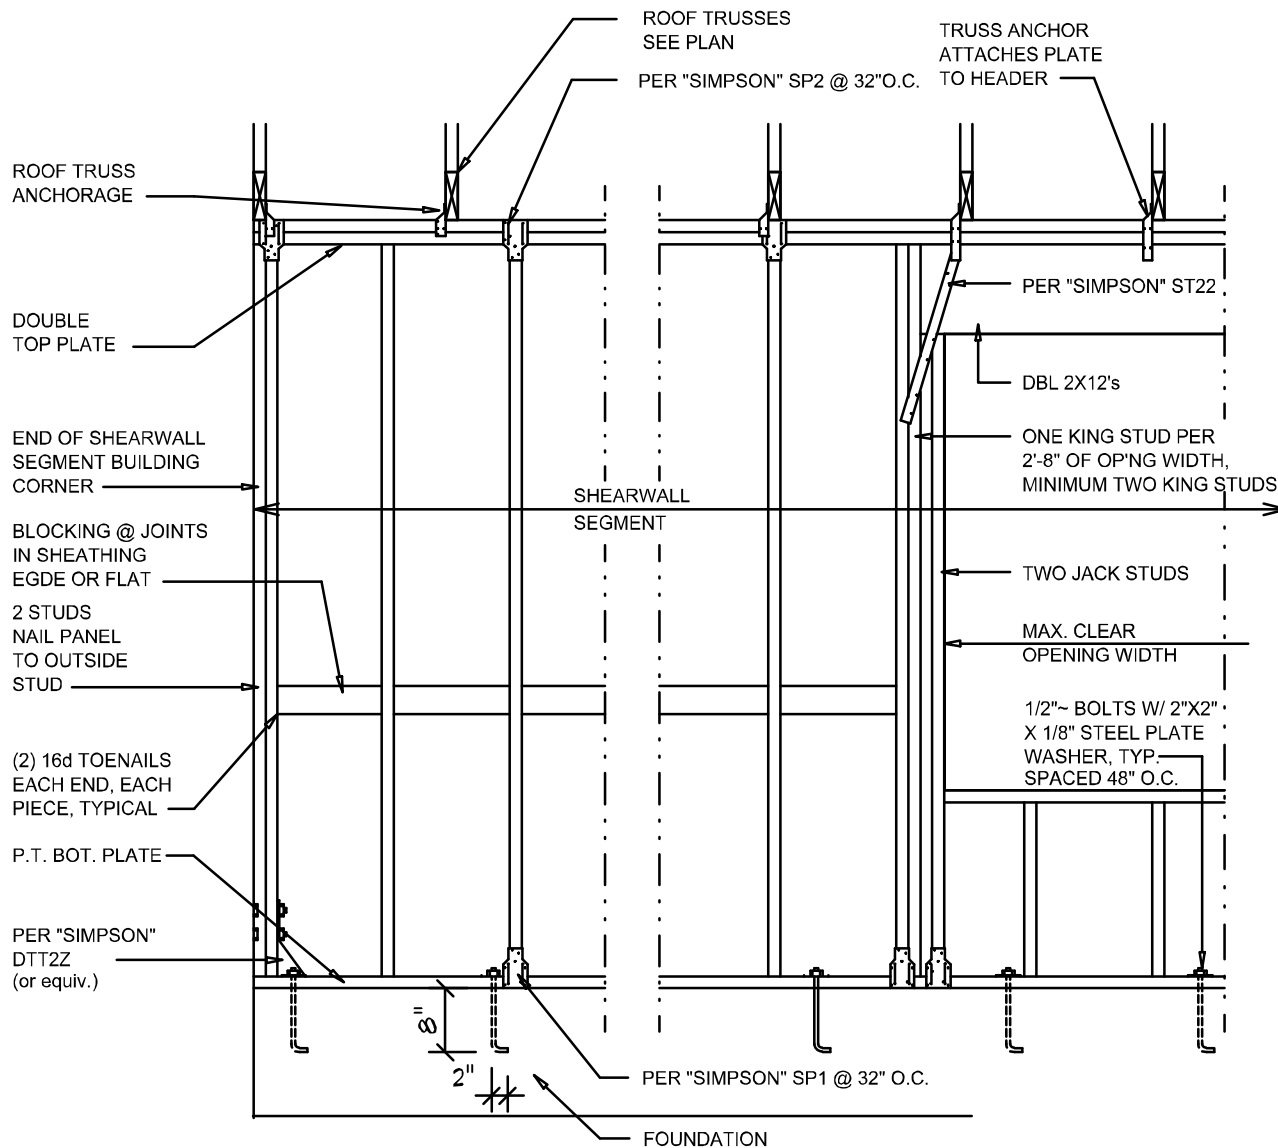 ROOF TRUSSES
SEE PLAN
PER "SIMPSON" SP2 @ 32"O.C.
TRUSS ANCHOR
ATTACHES PLATE
TO HEADER
ROOF TRUSS
ANCHORAGE
PER "SIMPSON" ST22
DOUBLE
TOP PLATE
DBL 2X12's
END OF SHEARWALL
SEGMENT BUILDING
CORNER
ONE KING STUD PER
2'-8" OF OP'NG WIDTH,
MINIMUM TWO KING STUDS
SHEARWALL
SEGMENT
BLOCKING @ JOINTS
IN SHEATHING
EGDE OR FLAT
TWO JACK STUDS
2 STUDS
NAIL PANEL
TO OUTSIDE
STUD
MAX. CLEAR
OPENING WIDTH
1/2"~ BOLTS W/ 2"X2"
X 1/8" STEEL PLATE
WASHER, TYP.
SPACED 48" O.C.
(2) 16d TOENAILS
EACH END, EACH
PIECE, TYPICAL
P.T. BOT. PLATE
PER "SIMPSON"
DTT2Z
(or equiv.)
8"
2"
PER "SIMPSON" SP1 @ 32" O.C.
FOUNDATION